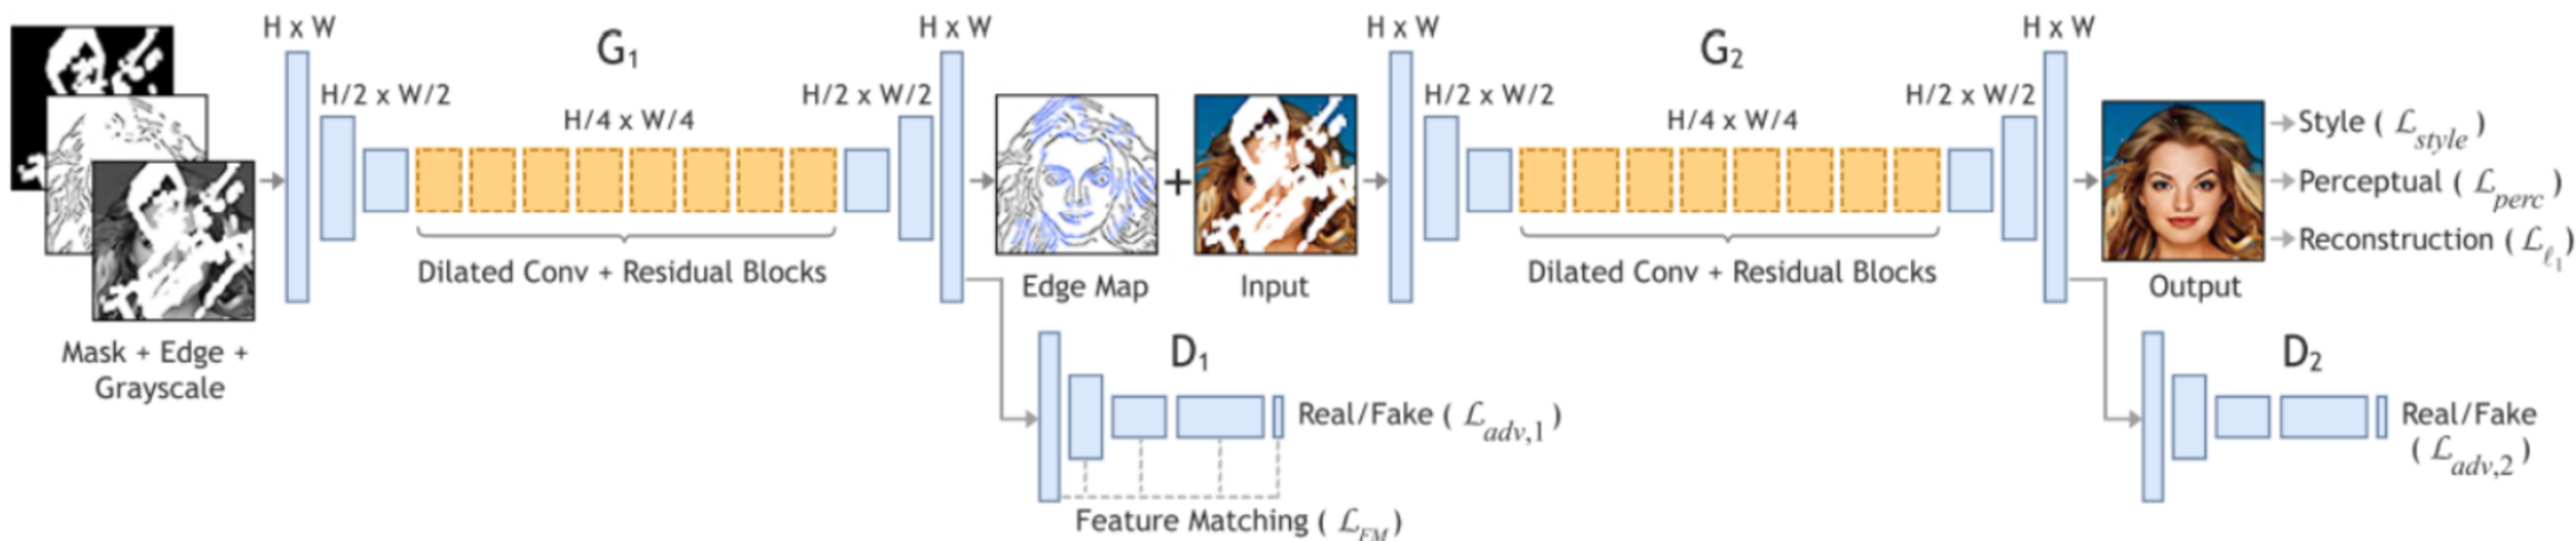 H x W
G1
H x W
H x W
G2
H x W
H/2 x W/2
H/4 x W/4
H/2 x W/2
H/2 x W/2
H/4 x W/4
H/2 x W/2
Style ( ℒstyle )
+
Perceptual ( ℒperc )
Reconstruction ( ℒℓ1 )
Dilated Conv + Residual Blocks
Edge Map
Input
Dilated Conv + Residual Blocks
Output
Mask + Edge +
Grayscale
D1
Real/Fake ( ℒadv,1 )
Feature Matching ( ℒFM )
D2
Real/Fake
( ℒadv,2 )